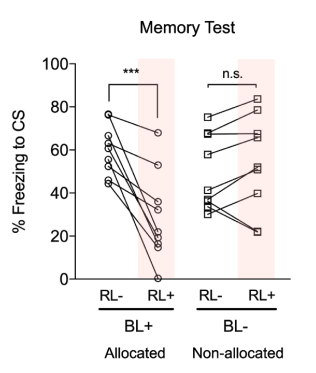 Memory Test
% Freezing to CS
100
80
60
40
20
0
***
n.s.
RL- RL+ RL- RL+
BL+ BL-
Allocated Non-allocated